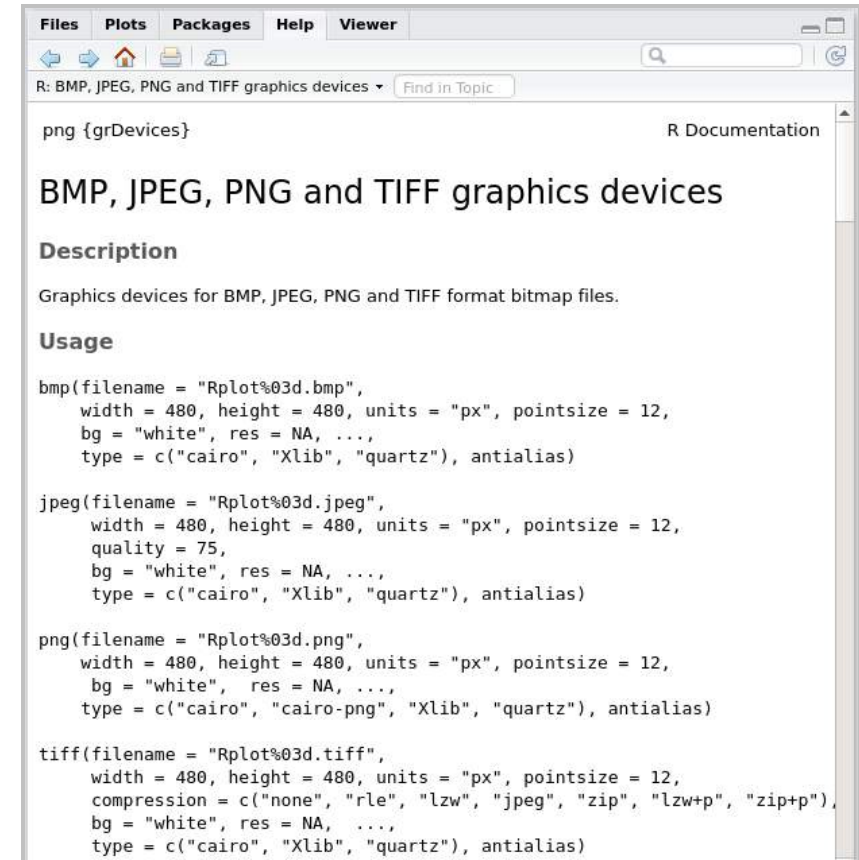 Files Plots Packages Help Viewer
R: BMP, JPEG, PNG and TIFF graphics devices Find in Topic
png {grDevices} R Documentation
BMP, JPEG, PNG and TIFF graphics devices
Description
Graphics devices for BMP, JPEG, PNG and TIFF format bitmap files.
Usage
bmp(filename = "Rplot%03d.bmp",
    width = 480, height = 480, units = "px", pointsize = 12,
    bg = "white", res = NA, ...,
    type = c("cairo", "Xlib", "quartz"), antialias)
jpeg(filename = "Rplot%03d.jpeg",
     width = 480, height = 480, units = "px", pointsize = 12,
     quality = 75,
     bg = "white", res = NA, ...,
     type = c("cairo", "Xlib", "quartz"), antialias)
png(filename = "Rplot%03d.png",
    width = 480, height = 480, units = "px", pointsize = 12,
     bg = "white",  res = NA, ...,
    type = c("cairo", "cairo-png", "Xlib", "quartz"), antialias)
tiff(filename = "Rplot%03d.tiff",
     width = 480, height = 480, units = "px", pointsize = 12,
     compression = c("none", "rle", "lzw", "jpeg", "zip", "lzw+p", "zip+p"),
     bg = "white", res = NA,  ...,
     type = c("cairo", "Xlib", "quartz"), antialias)